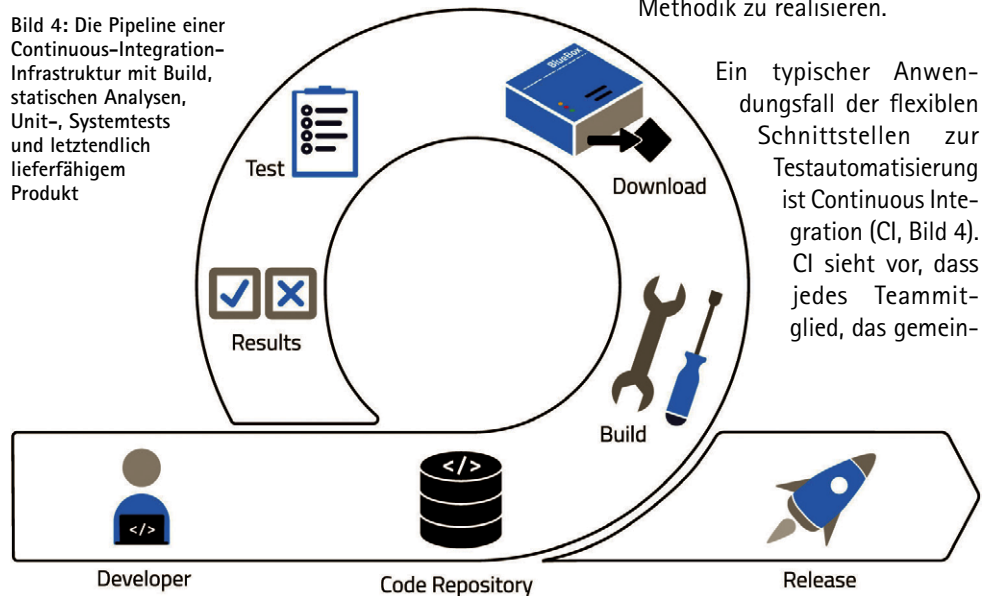 Bild 4: Die Pipeline einer
Continuous-Integration-
Infrastruktur mit Build,
statischen Analysen,
Unit-, Systemtests
und letztendlich
lieferfähigem
Produkt
Methodik zu realisieren.
Ein typischer Anwen-
dungsfall der flexiblen
Schnittstellen zur
Testautomatisierung
ist Continuous Inte-
gration (CI, Bild 4).
CI sieht vor, dass
jedes Teammit-
glied, das gemein-
BlueBox
Test
Download
Results
Build
</>
</>
Developer
Code Repository
Release